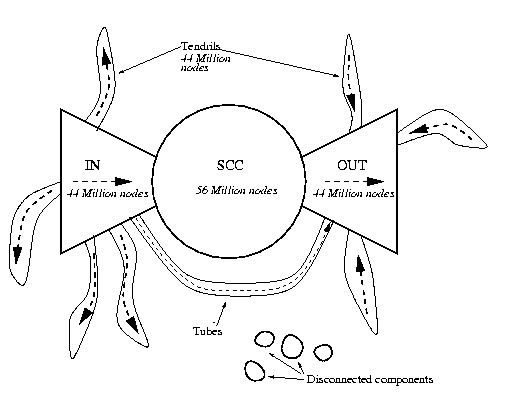 Tendrils
44 Million
nodes
IN
44 Million nodes
SCC
56 Million nodes
OUT
44 Million nodes
Tubes
Disconnected components